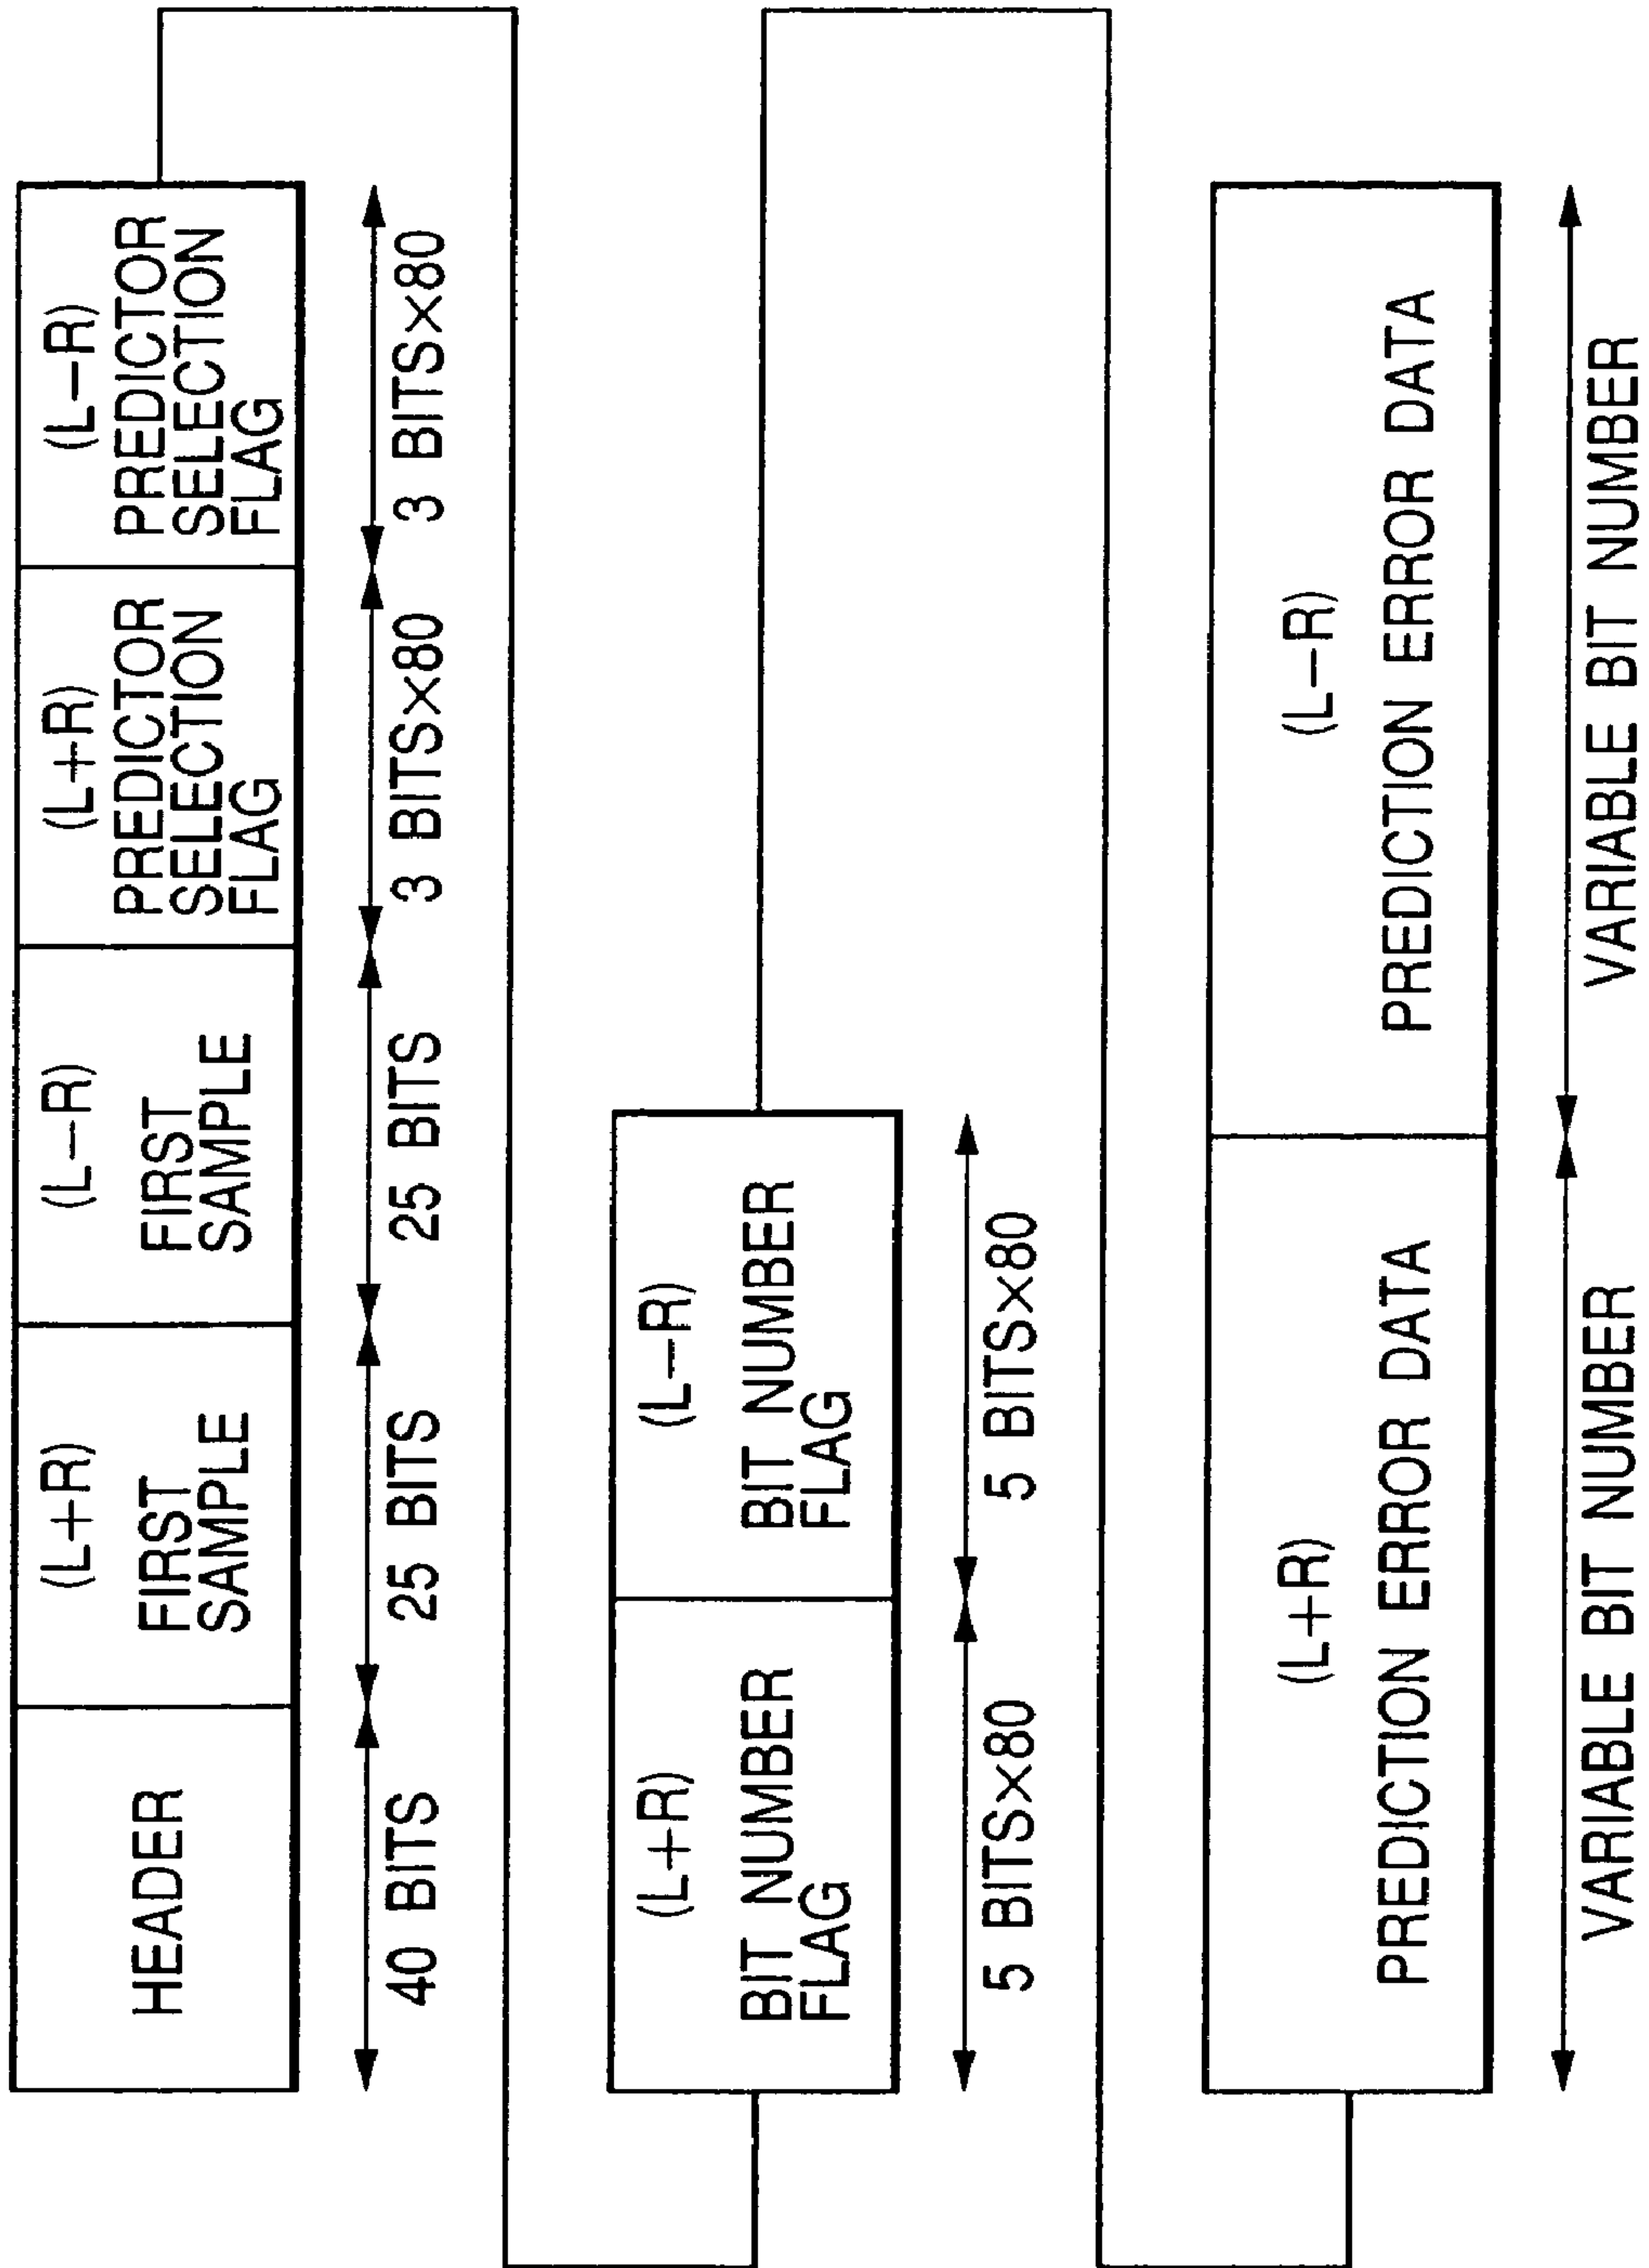 HEADER
(L+R)
FIRST
SAMPLE
(L−R)
FIRST
SAMPLE
(L+R)
PREDICTOR
SELECTION
FLAG
(L−R)
PREDICTOR
SELECTION
FLAG
40 BITS
25 BITS
25 BITS
3 BITS×80
3 BITS×80
(L+R)
BIT NUMBER
FLAG
(L−R)
BIT NUMBER
FLAG
5 BITS×80
5 BITS×80
(L+R)
PREDICTION ERROR DATA
(L−R)
PREDICTION ERROR DATA
VARIABLE BIT NUMBER
VARIABLE BIT NUMBER